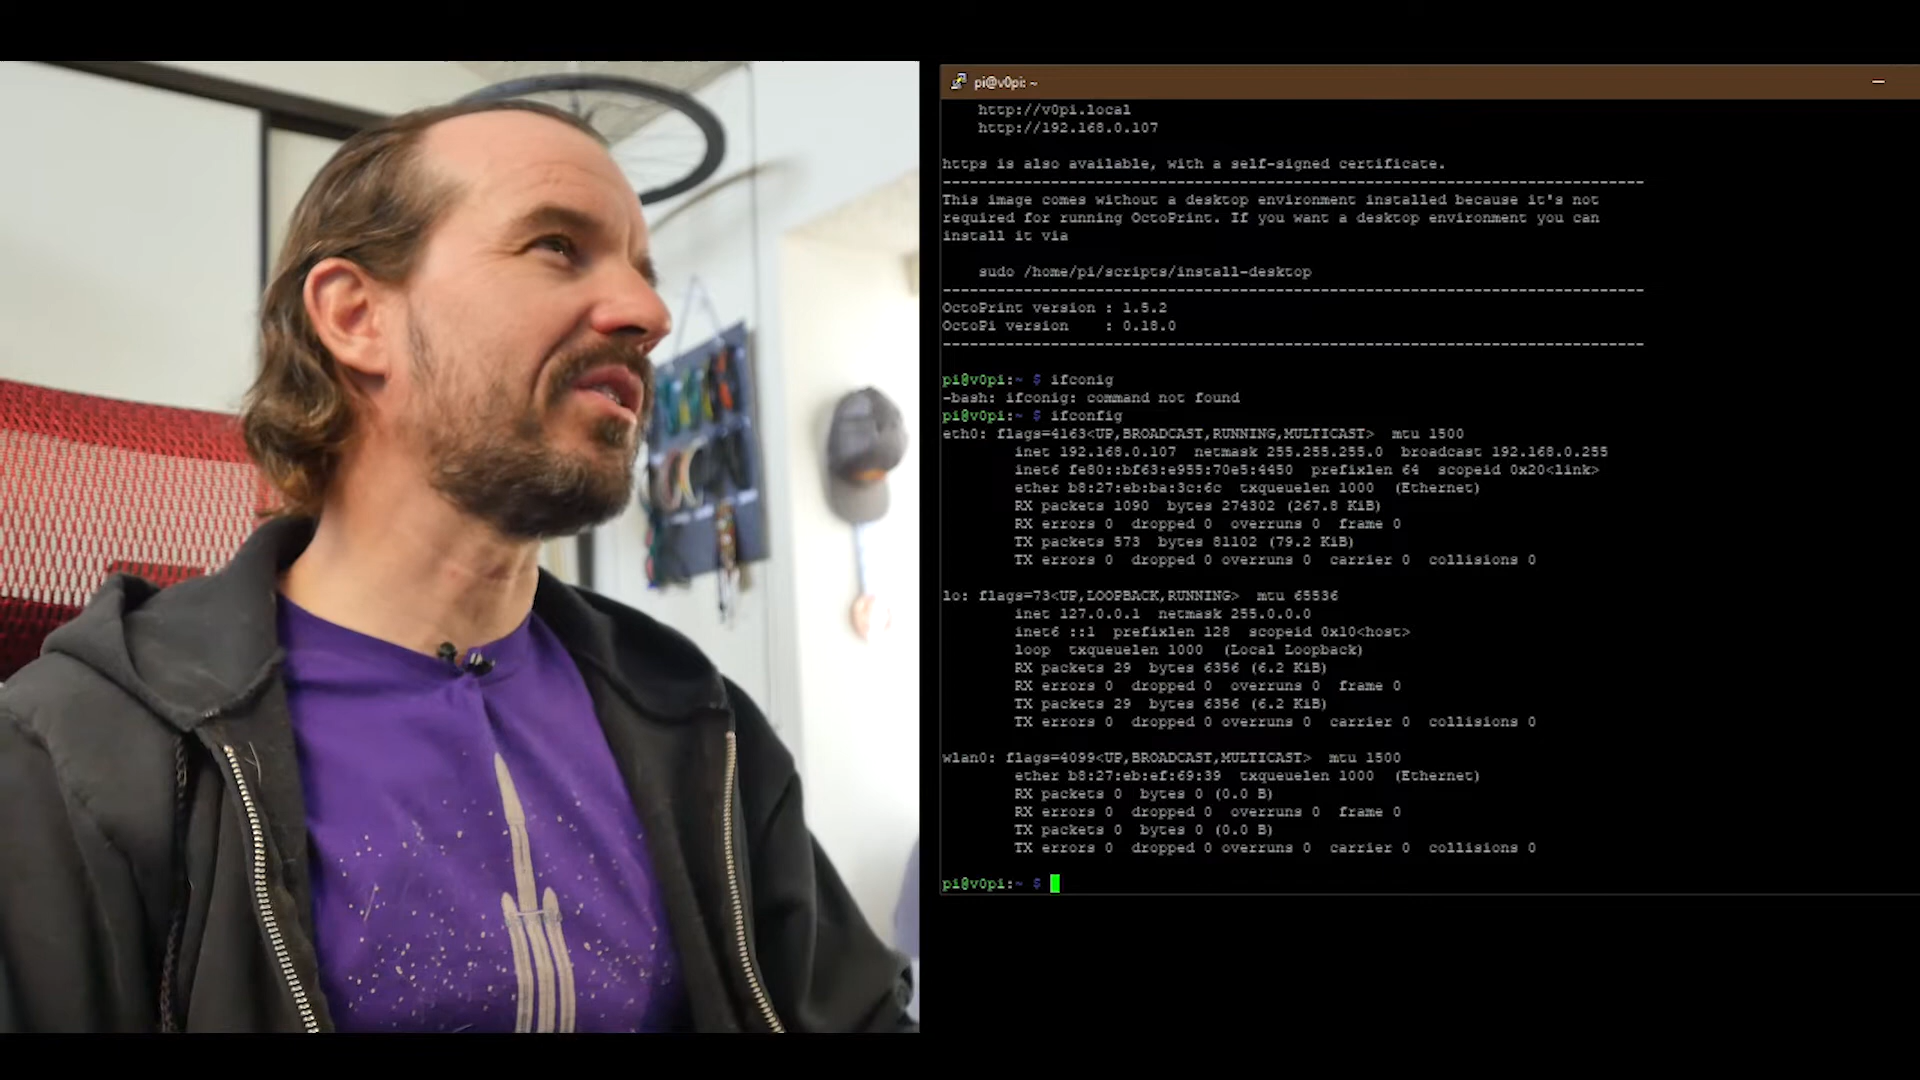 pi@v0pi: ~
http://v0pi.local
http://192.168.0.107
https is also available, with a self-signed certificate.
------------------------------------------------------------------------------
This image comes without a desktop environment installed because it's not
required for running OctoPrint. If you want a desktop environment you can
install it via
sudo /home/pi/scripts/install-desktop
------------------------------------------------------------------------------
OctoPrint version : 1.5.2
OctoPi version    : 0.18.0
------------------------------------------------------------------------------
pi@v0pi:~ $ ifconig
-bash: ifconig: command not found
pi@v0pi:~ $ ifconfig
eth0: flags=4163<UP,BROADCAST,RUNNING,MULTICAST>  mtu 1500
inet 192.168.0.107  netmask 255.255.255.0  broadcast 192.168.0.255
inet6 fe80::bf63:e955:70e5:4450  prefixlen 64  scopeid 0x20<link>
ether b8:27:eb:ba:3c:6c  txqueuelen 1000  (Ethernet)
RX packets 1090  bytes 274302 (267.8 KiB)
RX errors 0  dropped 0  overruns 0  frame 0
TX packets 573  bytes 81102 (79.2 KiB)
TX errors 0  dropped 0 overruns 0  carrier 0  collisions 0
lo: flags=73<UP,LOOPBACK,RUNNING>  mtu 65536
inet 127.0.0.1  netmask 255.0.0.0
inet6 ::1  prefixlen 128  scopeid 0x10<host>
loop  txqueuelen 1000  (Local Loopback)
RX packets 29  bytes 6356 (6.2 KiB)
RX errors 0  dropped 0  overruns 0  frame 0
TX packets 29  bytes 6356 (6.2 KiB)
TX errors 0  dropped 0 overruns 0  carrier 0  collisions 0
wlan0: flags=4099<UP,BROADCAST,MULTICAST>  mtu 1500
ether b8:27:eb:ef:69:39  txqueuelen 1000  (Ethernet)
RX packets 0  bytes 0 (0.0 B)
RX errors 0  dropped 0  overruns 0  frame 0
TX packets 0  bytes 0 (0.0 B)
TX errors 0  dropped 0 overruns 0  carrier 0  collisions 0
pi@v0pi:~ $